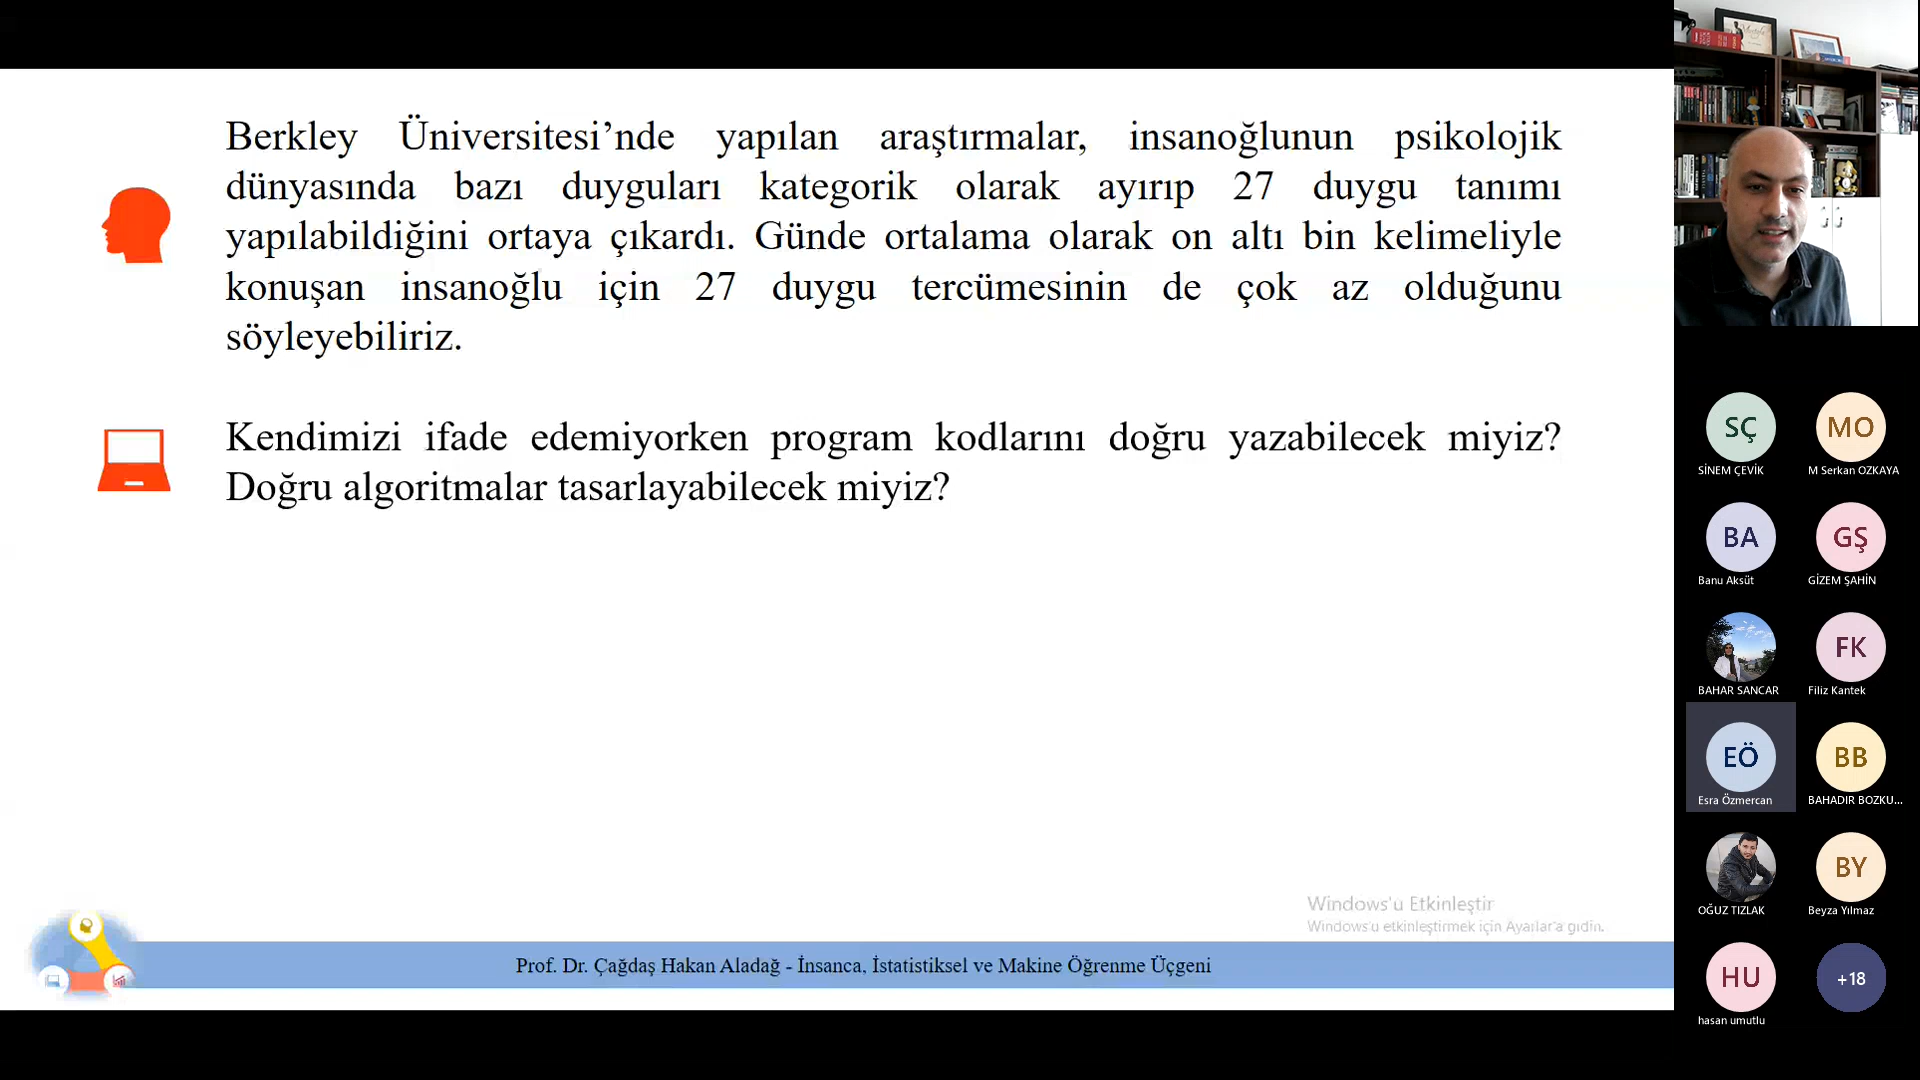 Berkley Üniversitesi’nde yapılan araştırmalar, insanoğlunun psikolojik
dünyasında bazı duyguları kategorik olarak ayırıp 27 duygu tanımı
yapılabildiğini ortaya çıkardı. Günde ortalama olarak on altı bin kelimeliyle
konuşan insanoğlu için 27 duygu tercümesinin de çok az olduğunu
söyleyebiliriz.
Kendimizi ifade edemiyorken program kodlarını doğru yazabilecek miyiz?
Doğru algoritmalar tasarlayabilecek miyiz?
Windows'u Etkinleştir
Windows'u etkinleştirmek için Ayarlar'a gidin.
Prof. Dr. Çağdaş Hakan Aladağ - İnsanca, İstatistiksel ve Makine Öğrenme Üçgeni
SÇ
SİNEM ÇEVİK
MO
M Serkan OZKAYA
BA
Banu Aksüt
GŞ
GİZEM ŞAHİN
BAHAR SANCAR
FK
Filiz Kantek
EÖ
Esra Özmercan
BB
BAHADIR BOZKU...
OĞUZ TIZLAK
BY
Beyza Yılmaz
HU
hasan umutlu
+18